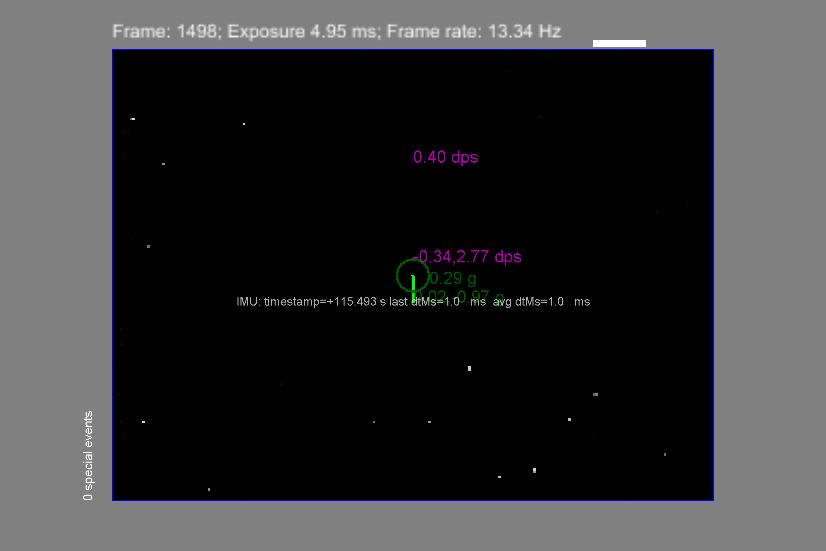 Frame: 1498; Exposure 4.95 ms; Frame rate: 13.34 Hz
0.40 dps
-0.34,2.77 dps
0.29 g
IMU: timestamp=+115.493 s last dtMs=1.0 ms avg dtMs=1.0 ms
0 special events